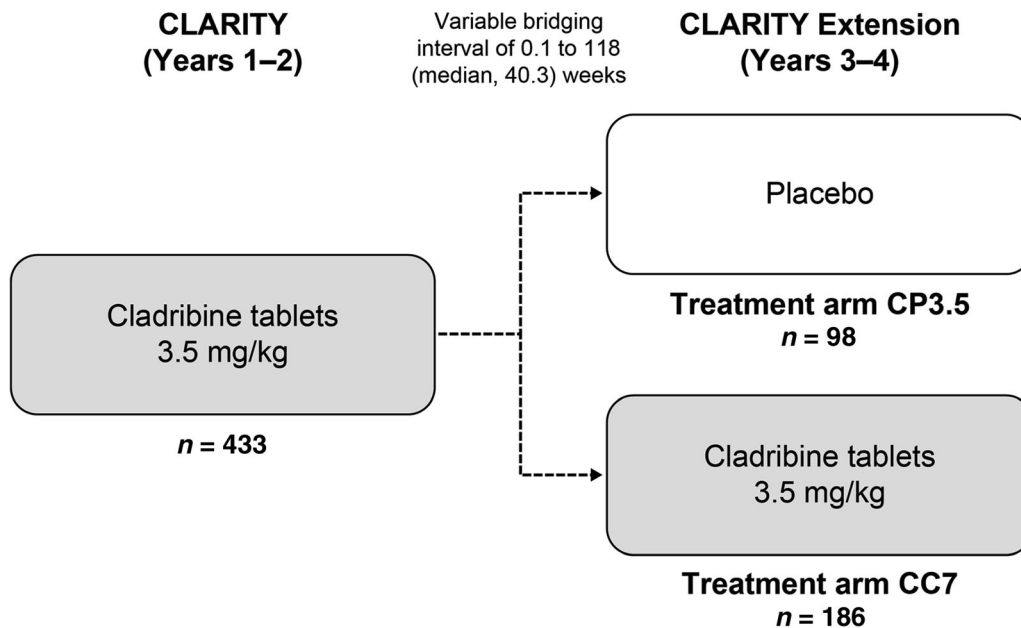 CLARITY
(Years 1–2)
Variable bridging
interval of 0.1 to 118
(median, 40.3) weeks
CLARITY Extension
(Years 3–4)
Placebo
Treatment arm CP3.5
n = 98
Cladribine tablets
3.5 mg/kg
n = 433
Cladribine tablets
3.5 mg/kg
Treatment arm CC7
n = 186